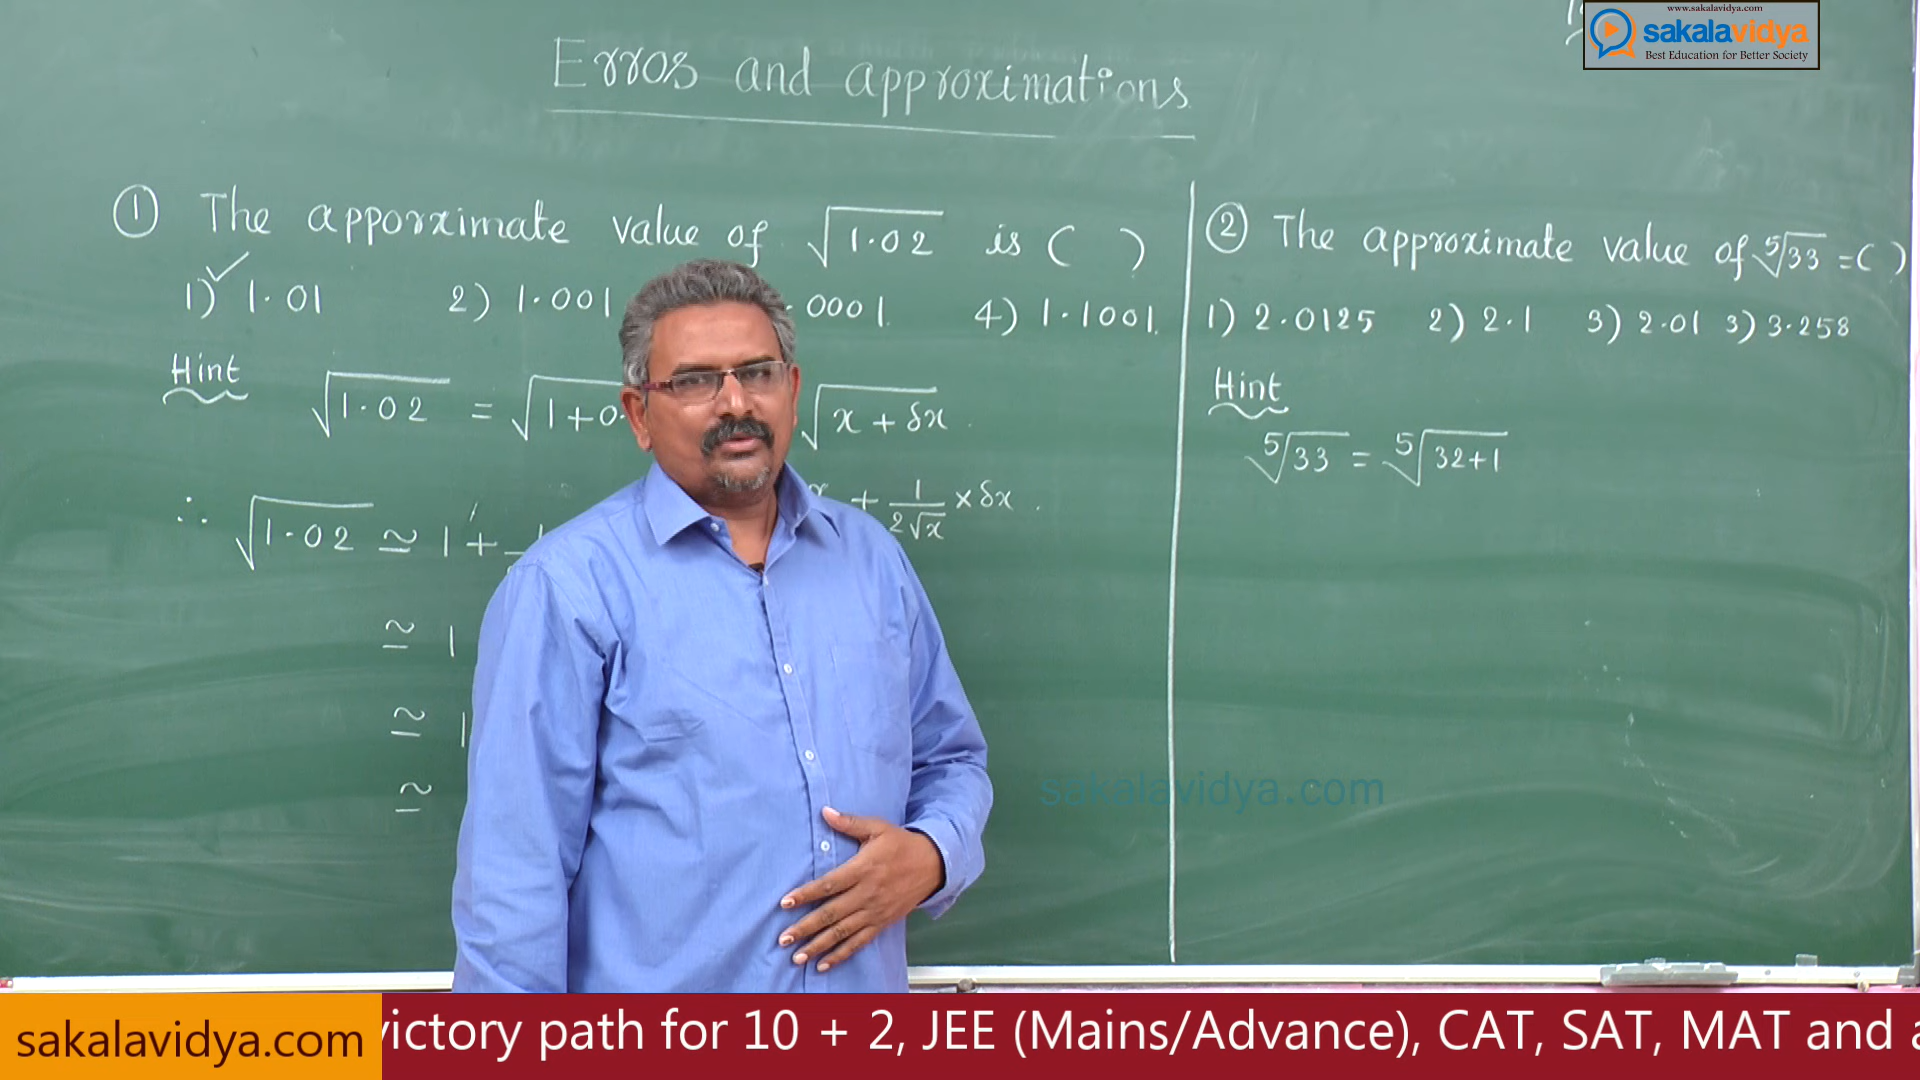 www.sakalavidya.com
sakalavidya
Best Education for Better Society
Erros and approximations
① The apporximate value of √1.02 is ( )
1) 1.01 2) 1.001 .0001 4) 1.1001.
Hint
√1.02 = √1+0. √x + δx .
+ 1/2√x × δx .
∴ √1.02 ≃ 1 +
≃ 1
≃ 1
≃
② The approximate value of ⁵√33 = ( )
1) 2.0125 2) 2.1 3) 2.01 3) 3.258
Hint
⁵√33 = ⁵√32+1
sakalavidya.com
sakalavidya.com
victory path for 10 + 2, JEE (Mains/Advance), CAT, SAT, MAT and a